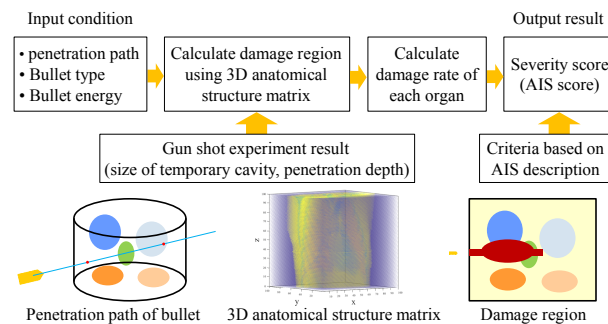 Input condition
Output result
• penetration path
• Bullet type
• Bullet energy
Calculate damage region
using 3D anatomical
structure matrix
Calculate
damage rate of
each organ
Severity score
(AIS score)
Gun shot experiment result
(size of temporary cavity, penetration depth)
Criteria based on
AIS description
z
y
x
Penetration path of bullet
3D anatomical structure matrix
Damage region